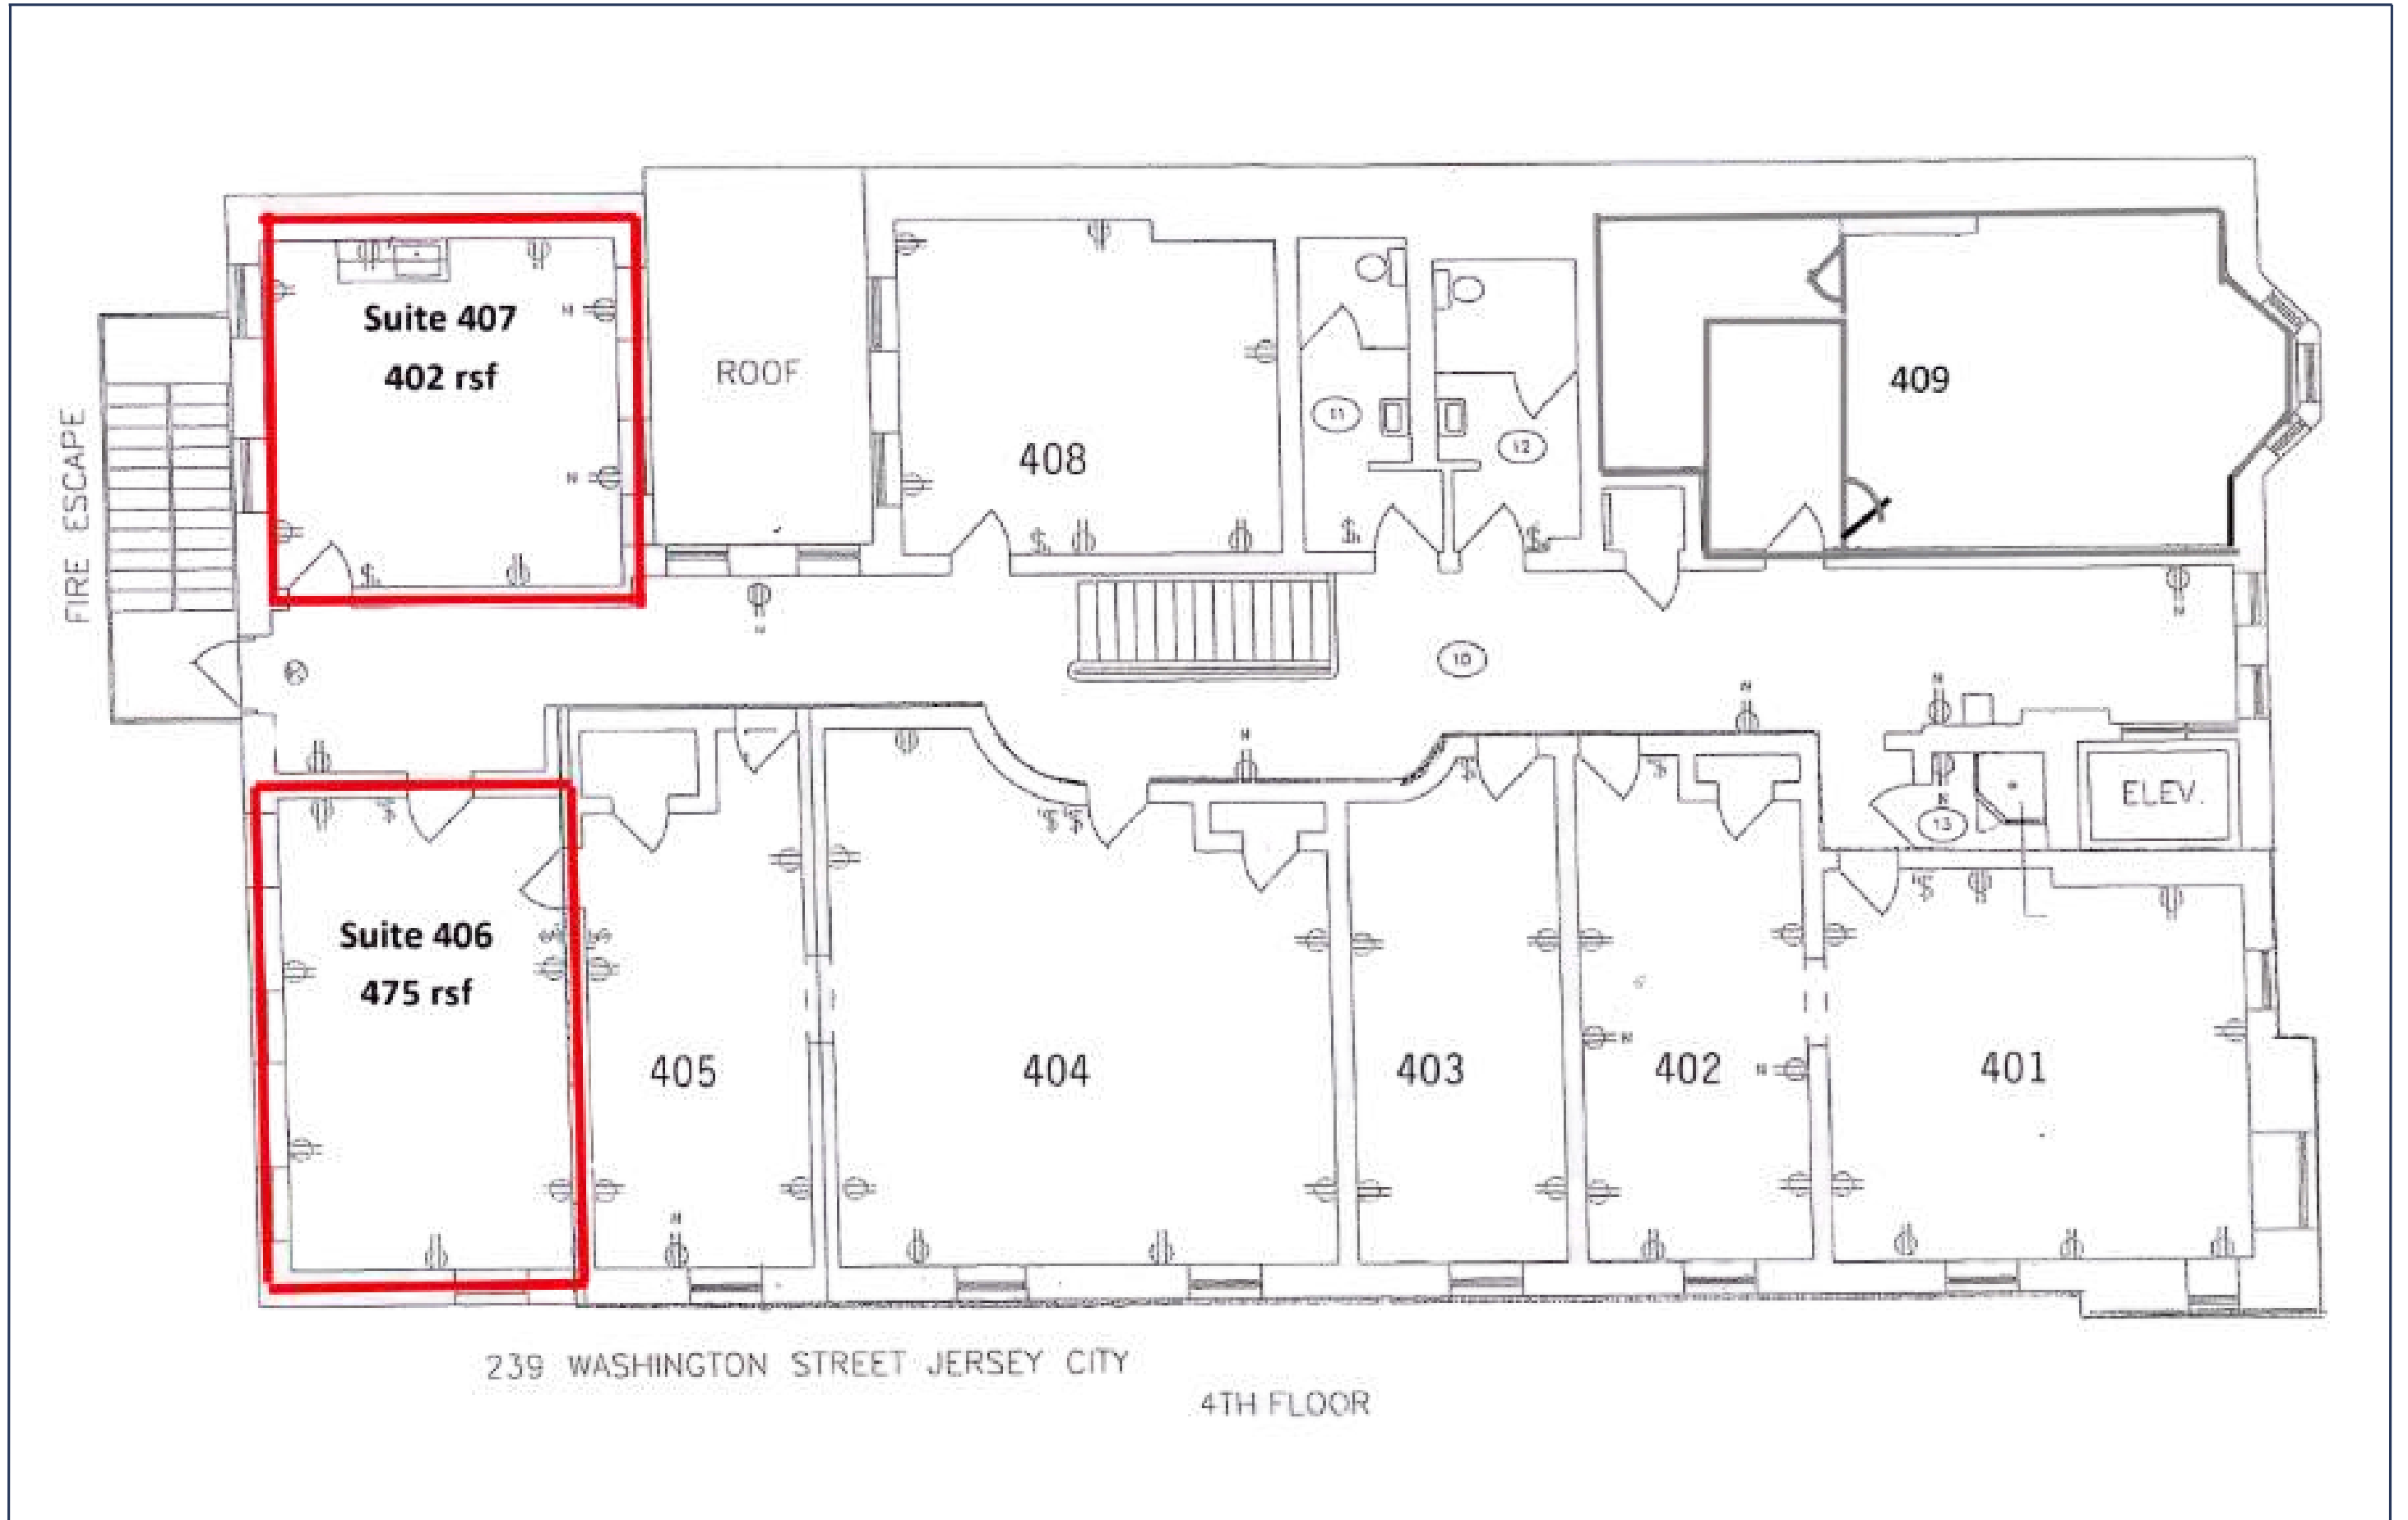 Suite 407
402 rsf
ROOF
408
11
12
409
FIRE ESCAPE
10
N
N
N
N
N
N
N
ELEV.
N
13
Suite 406
475 rsf
405
404
403
402
401
N
N
N
239 WASHINGTON STREET JERSEY CITY
4TH FLOOR